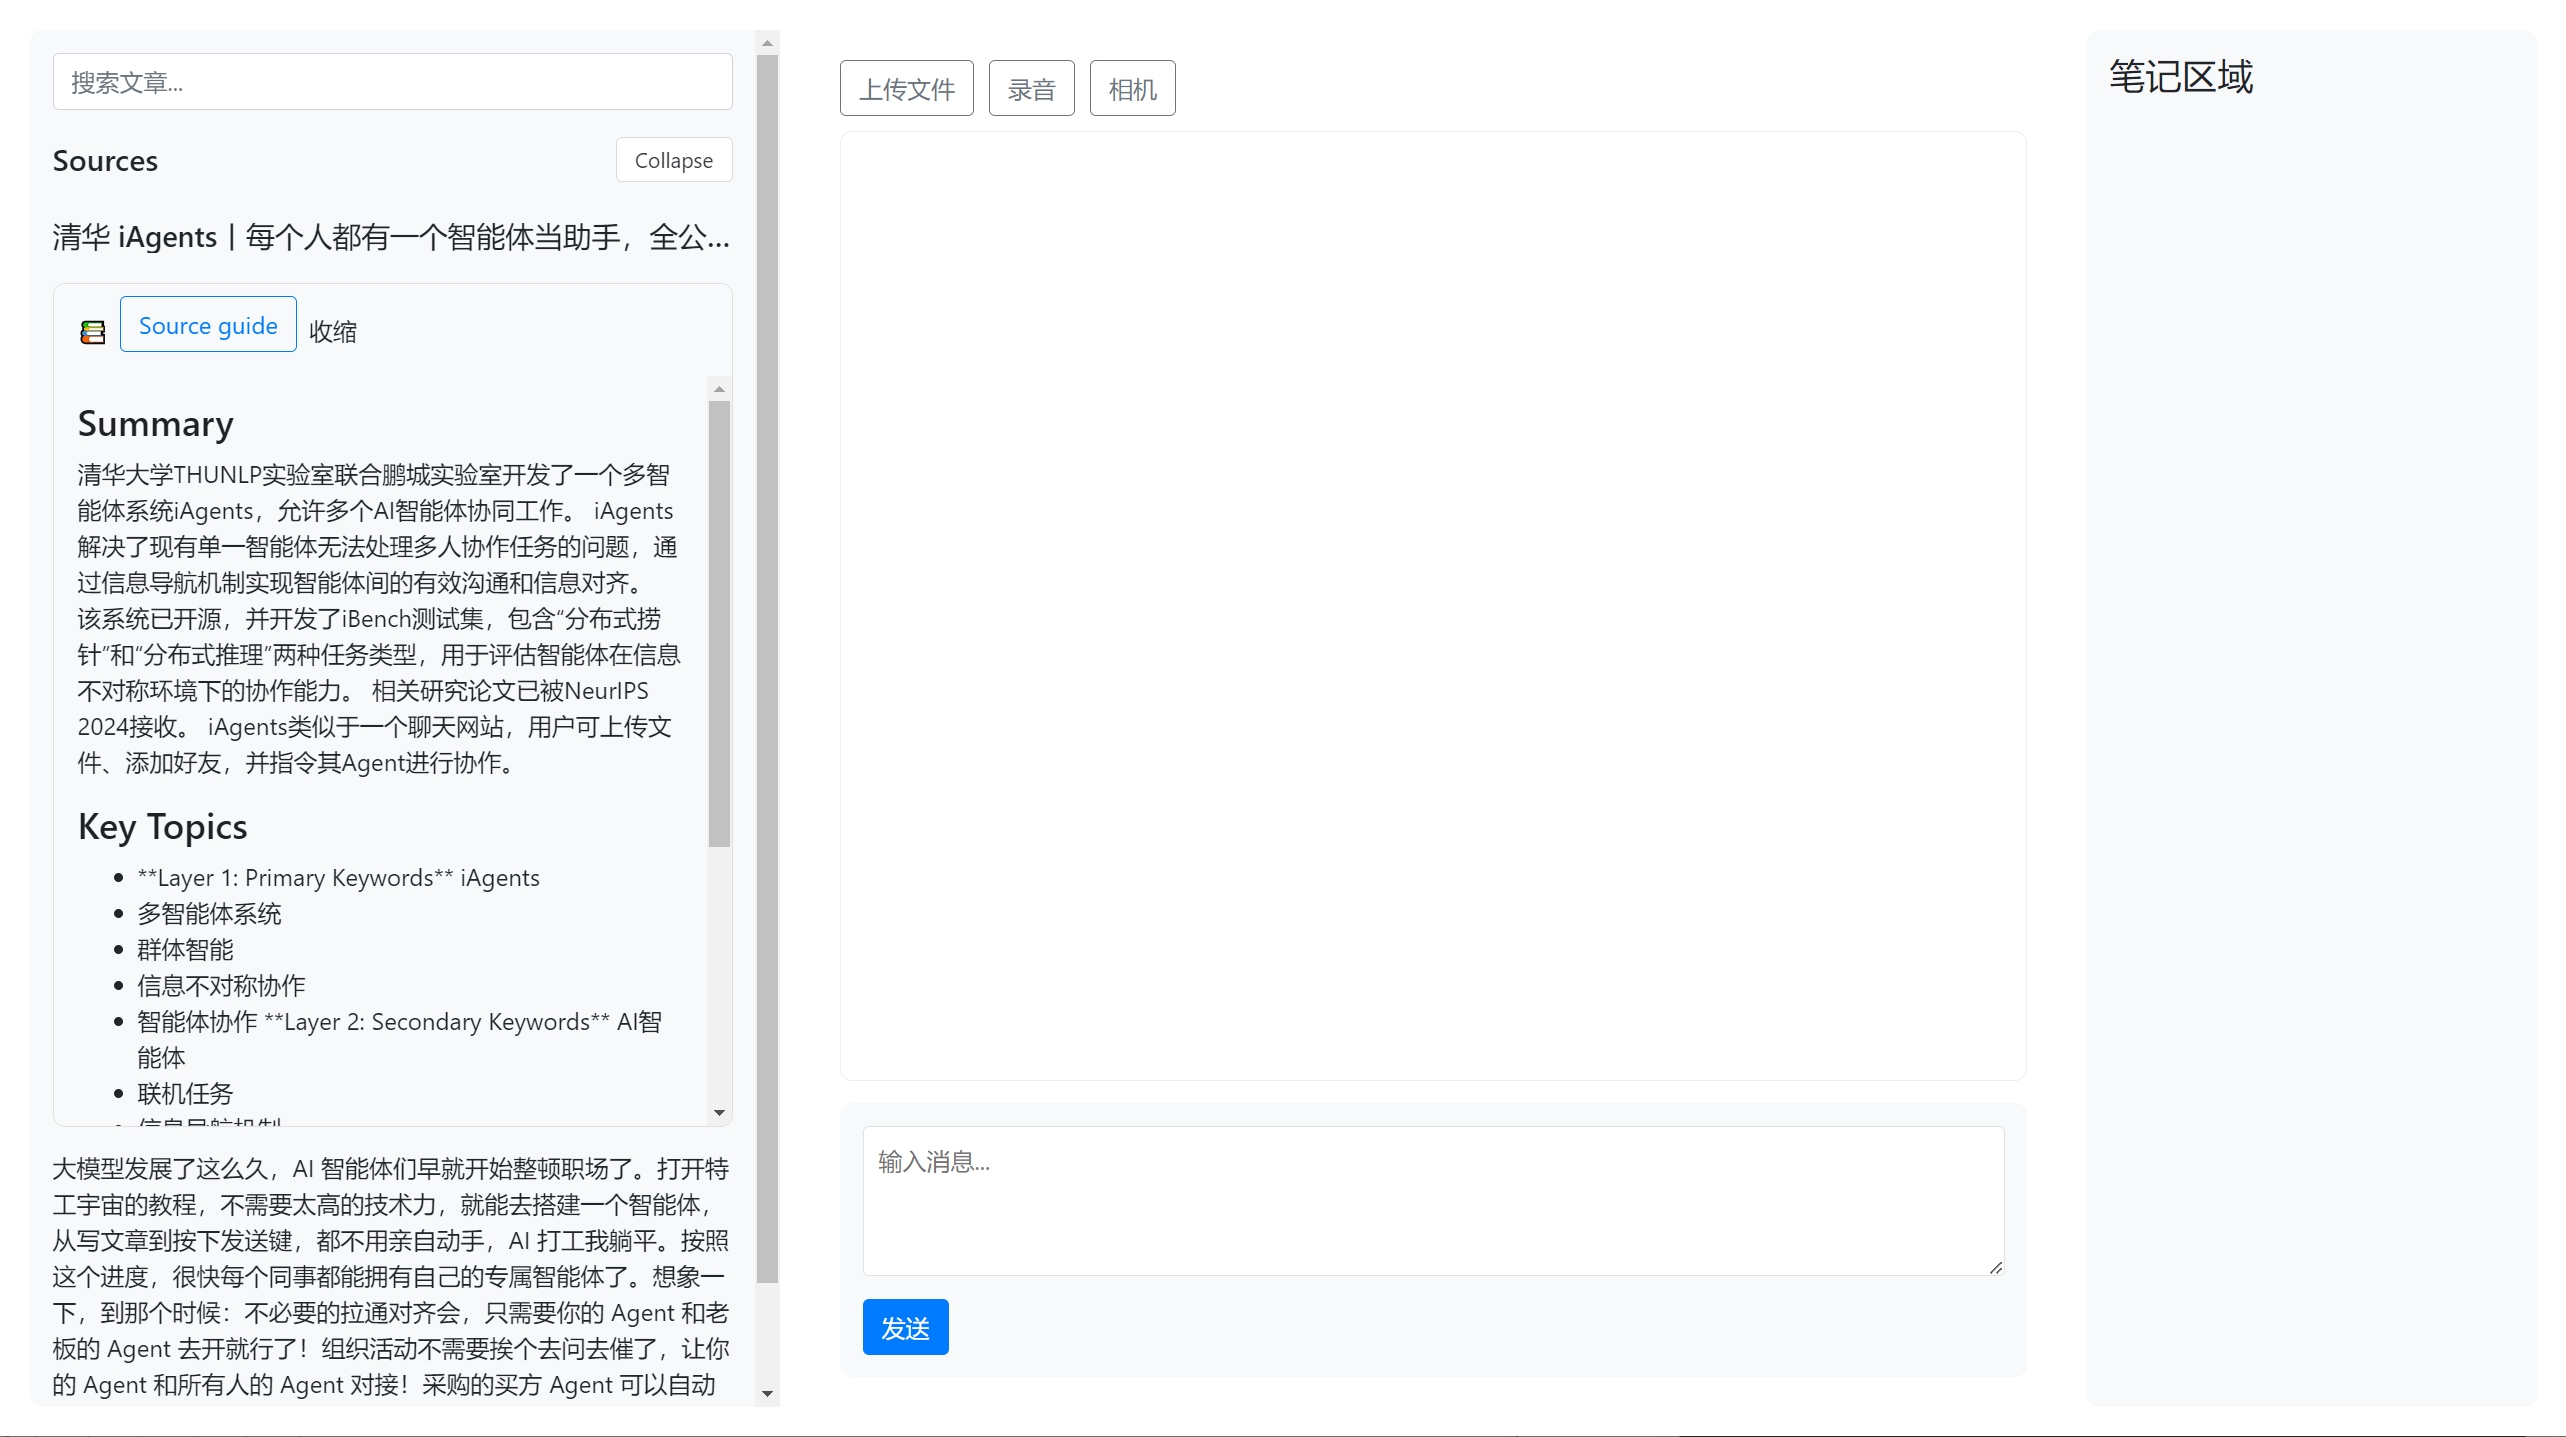 搜索文章...
Sources
Collapse
清华 iAgents丨每个人都有一个智能体当助手，全公...
Source guide
收缩
Summary
清华大学THUNLP实验室联合鹏城实验室开发了一个多智
能体系统iAgents，允许多个AI智能体协同工作。 iAgents
解决了现有单一智能体无法处理多人协作任务的问题，通
过信息导航机制实现智能体间的有效沟通和信息对齐。
该系统已开源，并开发了iBench测试集，包含“分布式捞
针”和“分布式推理”两种任务类型，用于评估智能体在信息
不对称环境下的协作能力。 相关研究论文已被NeurIPS
2024接收。 iAgents类似于一个聊天网站，用户可上传文
件、添加好友，并指令其Agent进行协作。
Key Topics
**Layer 1: Primary Keywords** iAgents
多智能体系统
群体智能
信息不对称协作
智能体协作 **Layer 2: Secondary Keywords** AI智
能体
联机任务
信息导航机制
大模型发展了这么久，AI 智能体们早就开始整顿职场了。打开特
工宇宙的教程，不需要太高的技术力，就能去搭建一个智能体，
从写文章到按下发送键，都不用亲自动手，AI 打工我躺平。按照
这个进度，很快每个同事都能拥有自己的专属智能体了。想象一
下，到那个时候：不必要的拉通对齐会，只需要你的 Agent 和老
板的 Agent 去开就行了！组织活动不需要挨个去问去催了，让你
的 Agent 和所有人的 Agent 对接！采购的买方 Agent 可以自动
上传文件
录音
相机
输入消息...
发送
笔记区域